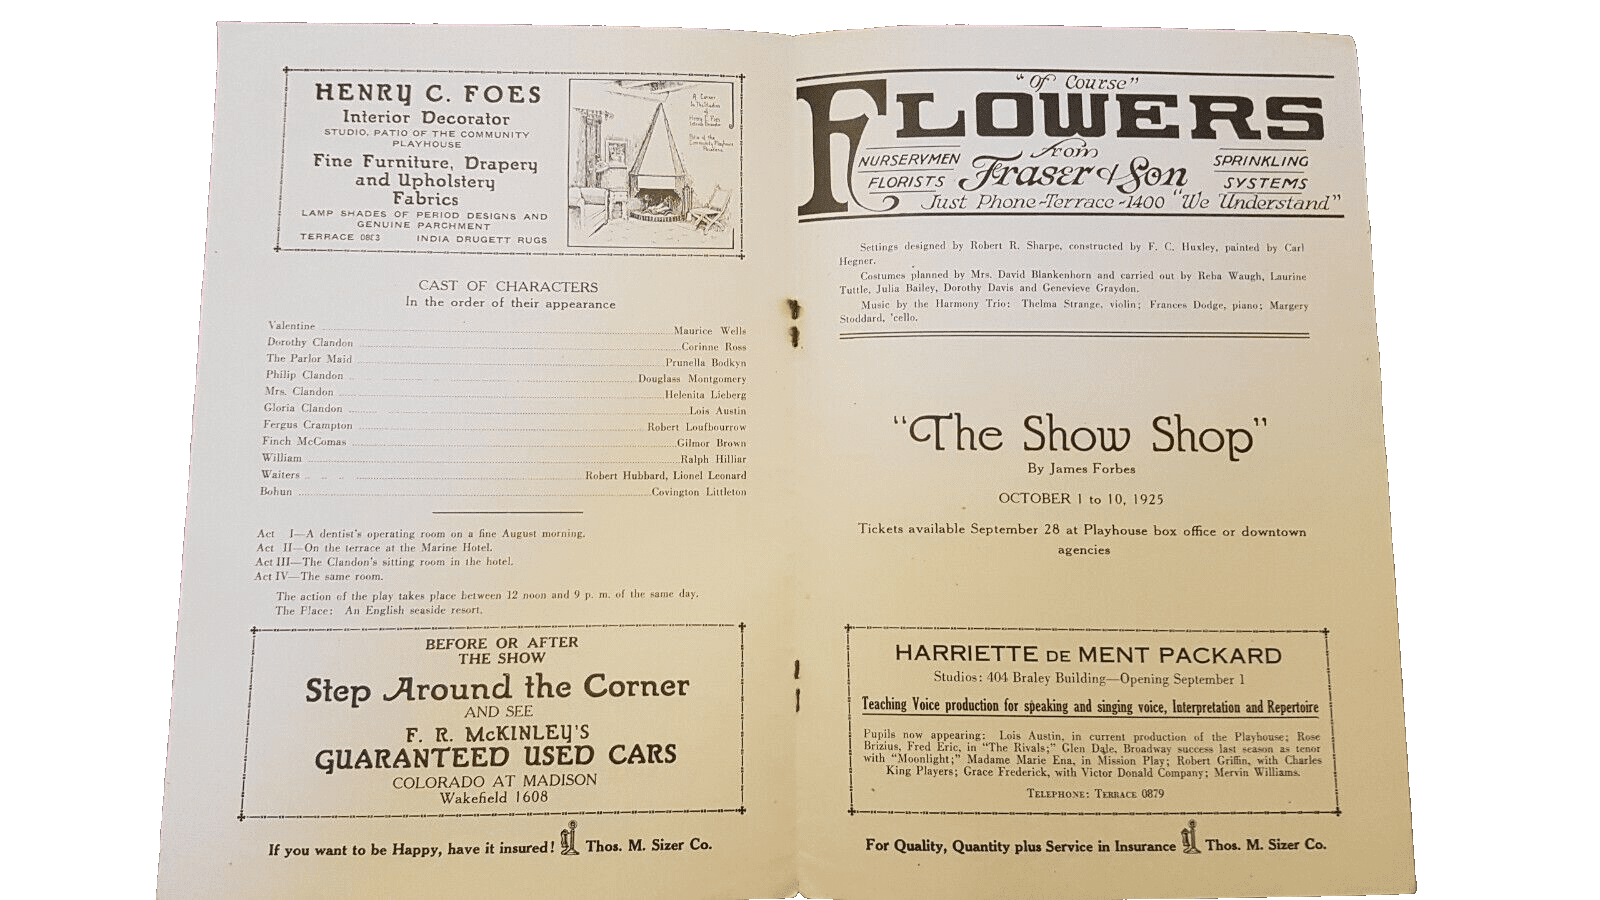 HENRY C. FOES
Interior Decorator
STUDIO, PATIO OF THE COMMUNITY
PLAYHOUSE
Fine Furniture, Drapery
and Upholstery
Fabrics
LAMP SHADES OF PERIOD DESIGNS AND
GENUINE PARCHMENT
TERRACE 0803 INDIA DRUGETT RUGS
A Corner
In The Studios
of
Henry C. Foes
Interior Decorator
Patio of the
Community Playhouse
Pasadena
CAST OF CHARACTERS
In the order of their appearance
Valentine Maurice Wells
Dorothy Clandon Corinne Ross
The Parlor Maid Prunella Bodkyn
Philip Clandon Douglass Montgomery
Mrs. Clandon Helenita Lieberg
Gloria Clandon Lois Austin
Fergus Crampton Robert Loufbourrow
Finch McComas Gilmor Brown
William Ralph Hilliar
Waiters Robert Hubbard, Lionel Leonard
Bohun Covington Littleton
Act I—A dentist's operating room on a fine August morning.
Act II—On the terrace at the Marine Hotel.
Act III—The Clandon's sitting room in the hotel.
Act IV—The same room.
The action of the play takes place between 12 noon and 9 p. m. of the same day.
The Place: An English seaside resort.
BEFORE OR AFTER
THE SHOW
Step Around the Corner
AND SEE
F. R. McKINLEY'S
GUARANTEED USED CARS
COLORADO AT MADISON
Wakefield 1608
If you want to be Happy, have it insured! Thos. M. Sizer Co.
"Of Course"
FLOWERS
from
NURSERYMEN
FLORISTS
Fraser & Son
SPRINKLING
SYSTEMS
Just Phone-Terrace-1400 "We Understand"
Settings designed by Robert R. Sharpe, constructed by F. C. Huxley, painted by Carl
Hegner.
Costumes planned by Mrs. David Blankenhorn and carried out by Reba Waugh, Laurine
Tuttle, Julia Bailey, Dorothy Davis and Genevieve Graydon.
Music by the Harmony Trio: Thelma Strange, violin; Frances Dodge, piano; Margery
Stoddard, 'cello.
"The Show Shop"
By James Forbes
OCTOBER 1 to 10, 1925
Tickets available September 28 at Playhouse box office or downtown
agencies
HARRIETTE DE MENT PACKARD
Studios: 404 Braley Building—Opening September 1
Teaching Voice production for speaking and singing voice, Interpretation and Repertoire
Pupils now appearing: Lois Austin, in current production of the Playhouse; Rose
Brizius, Fred Eric, in "The Rivals;" Glen Dale, Broadway success last season as tenor
with "Moonlight;" Madame Marie Ena, in Mission Play; Robert Griffin, with Charles
King Players; Grace Frederick, with Victor Donald Company; Mervin Williams.
TELEPHONE: TERRACE 0879
For Quality, Quantity plus Service in Insurance Thos. M. Sizer Co.